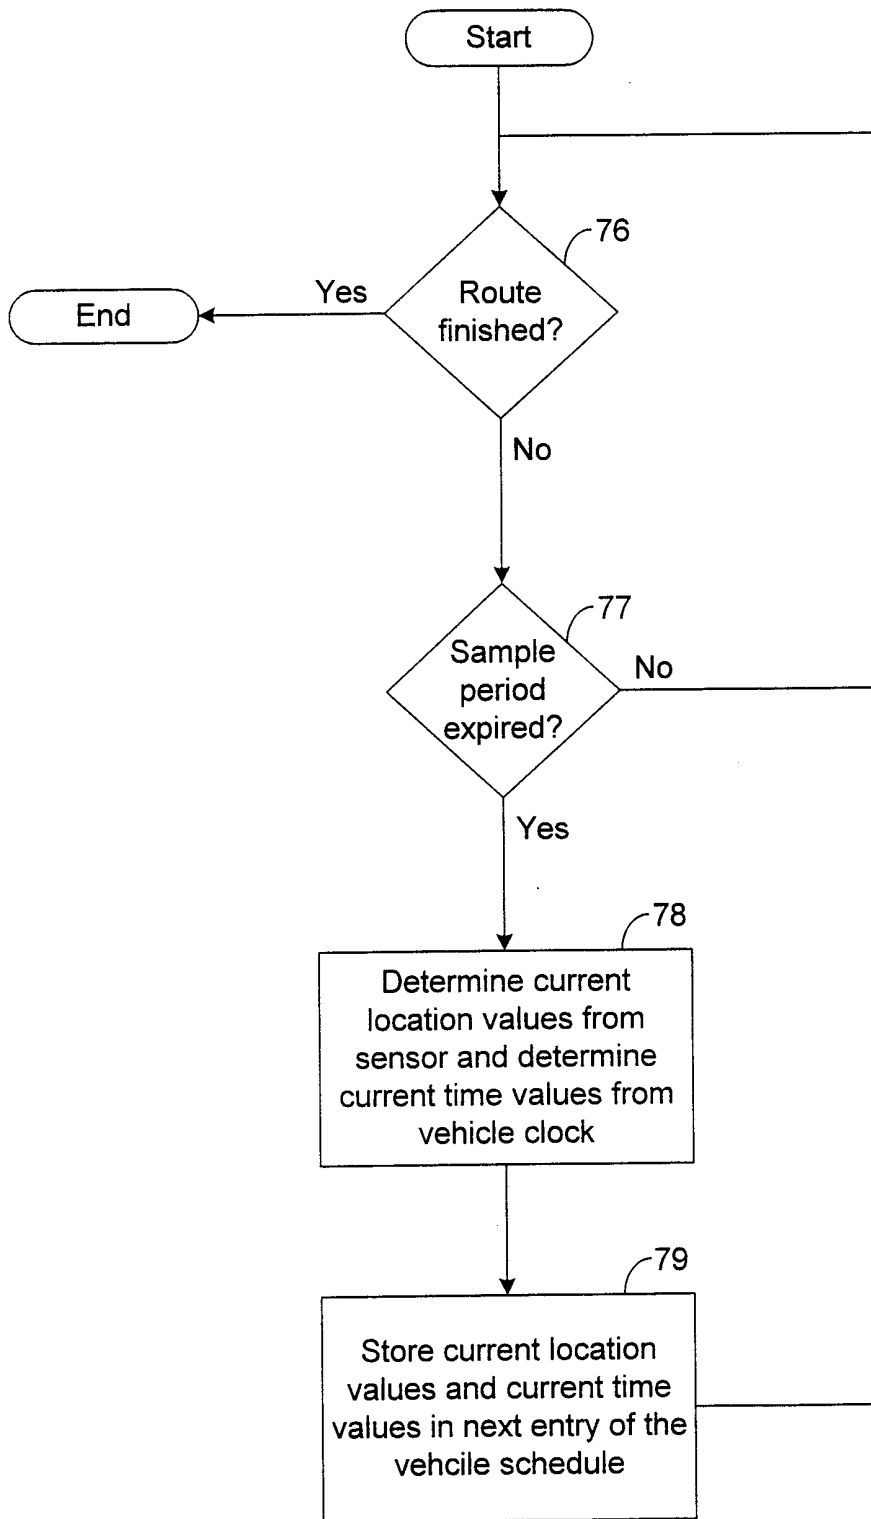 Start
76
Route
finished?
Yes
End
No
77
Sample
period
expired?
No
Yes
78
Determine current
location values from
sensor and determine
current time values from
vehicle clock
79
Store current location
values and current time
values in next entry of the
vehcile schedule